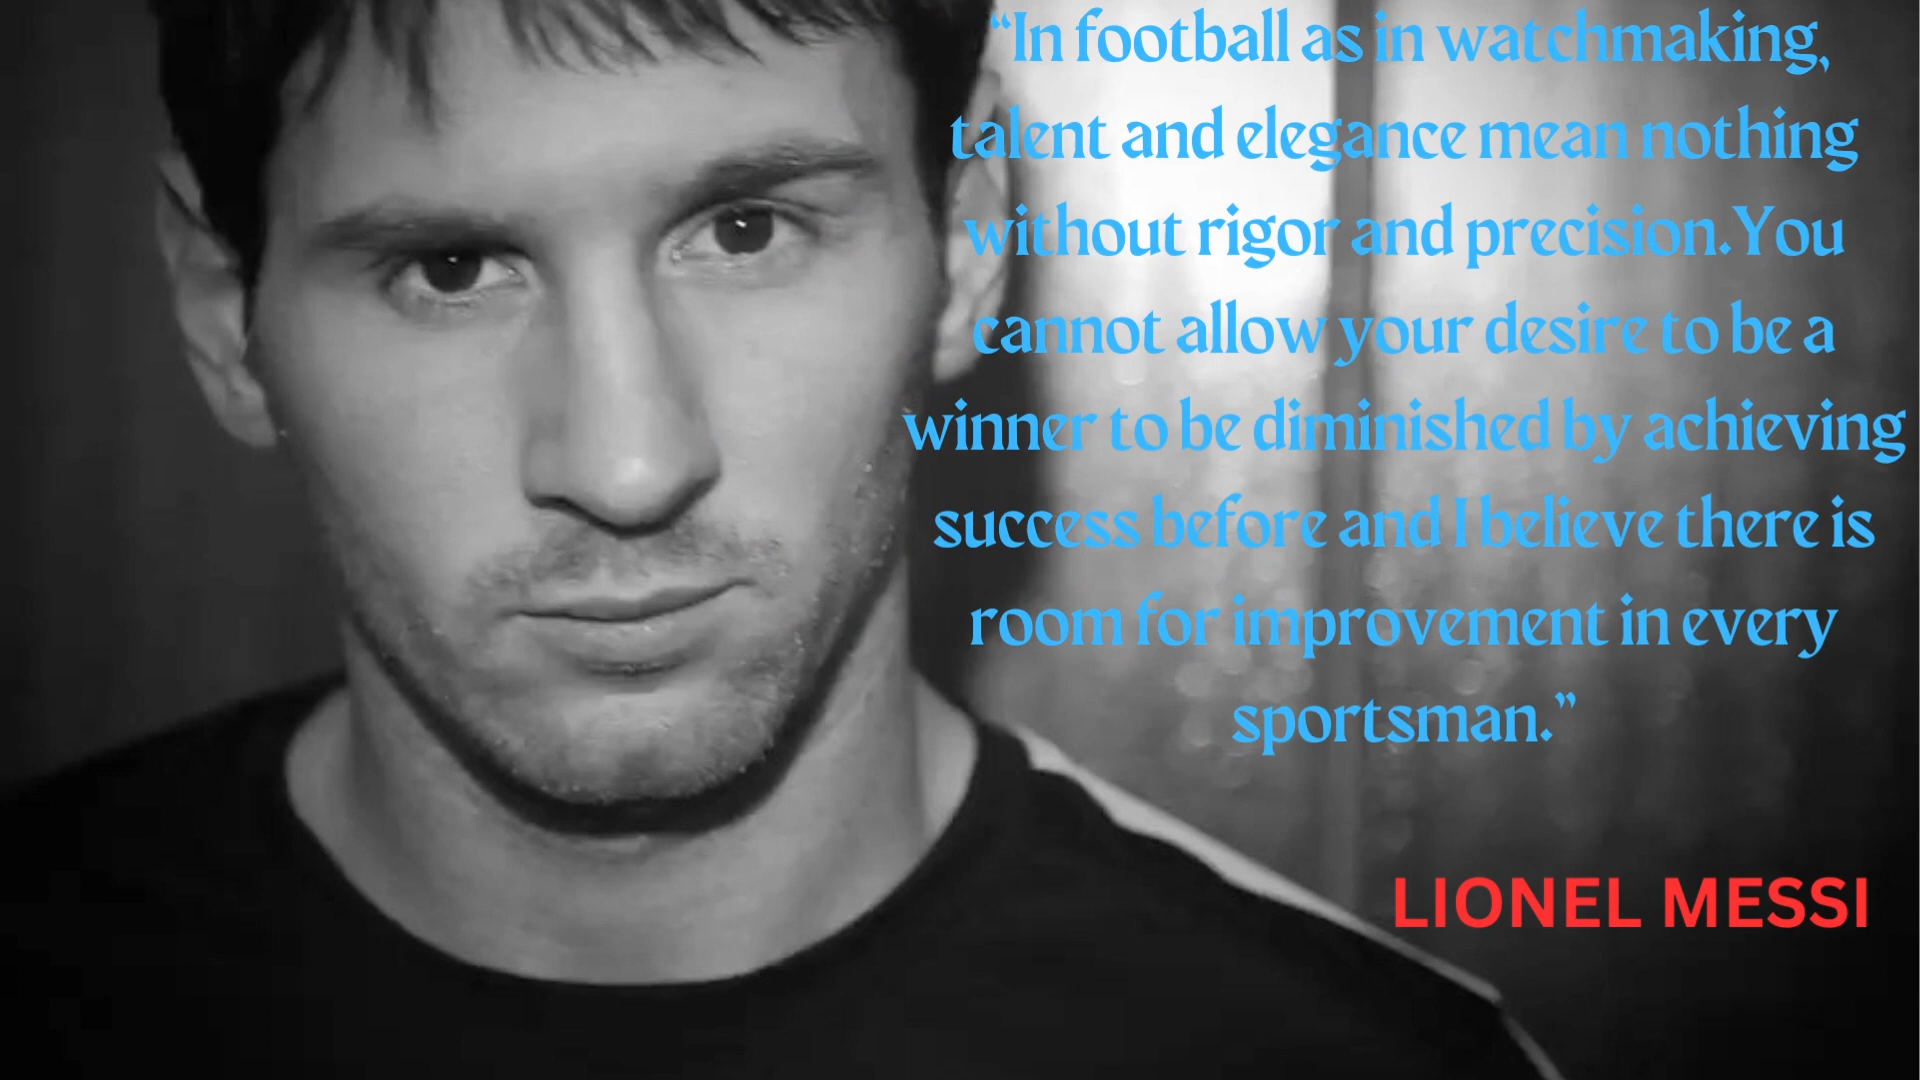 “In football as in watchmaking,
talent and elegance mean nothing
without rigor and precision.You
cannot allow your desire to be a
winner to be diminished by achieving
success before and I believe there is
room for improvement in every
sportsman.”
LIONEL MESSI